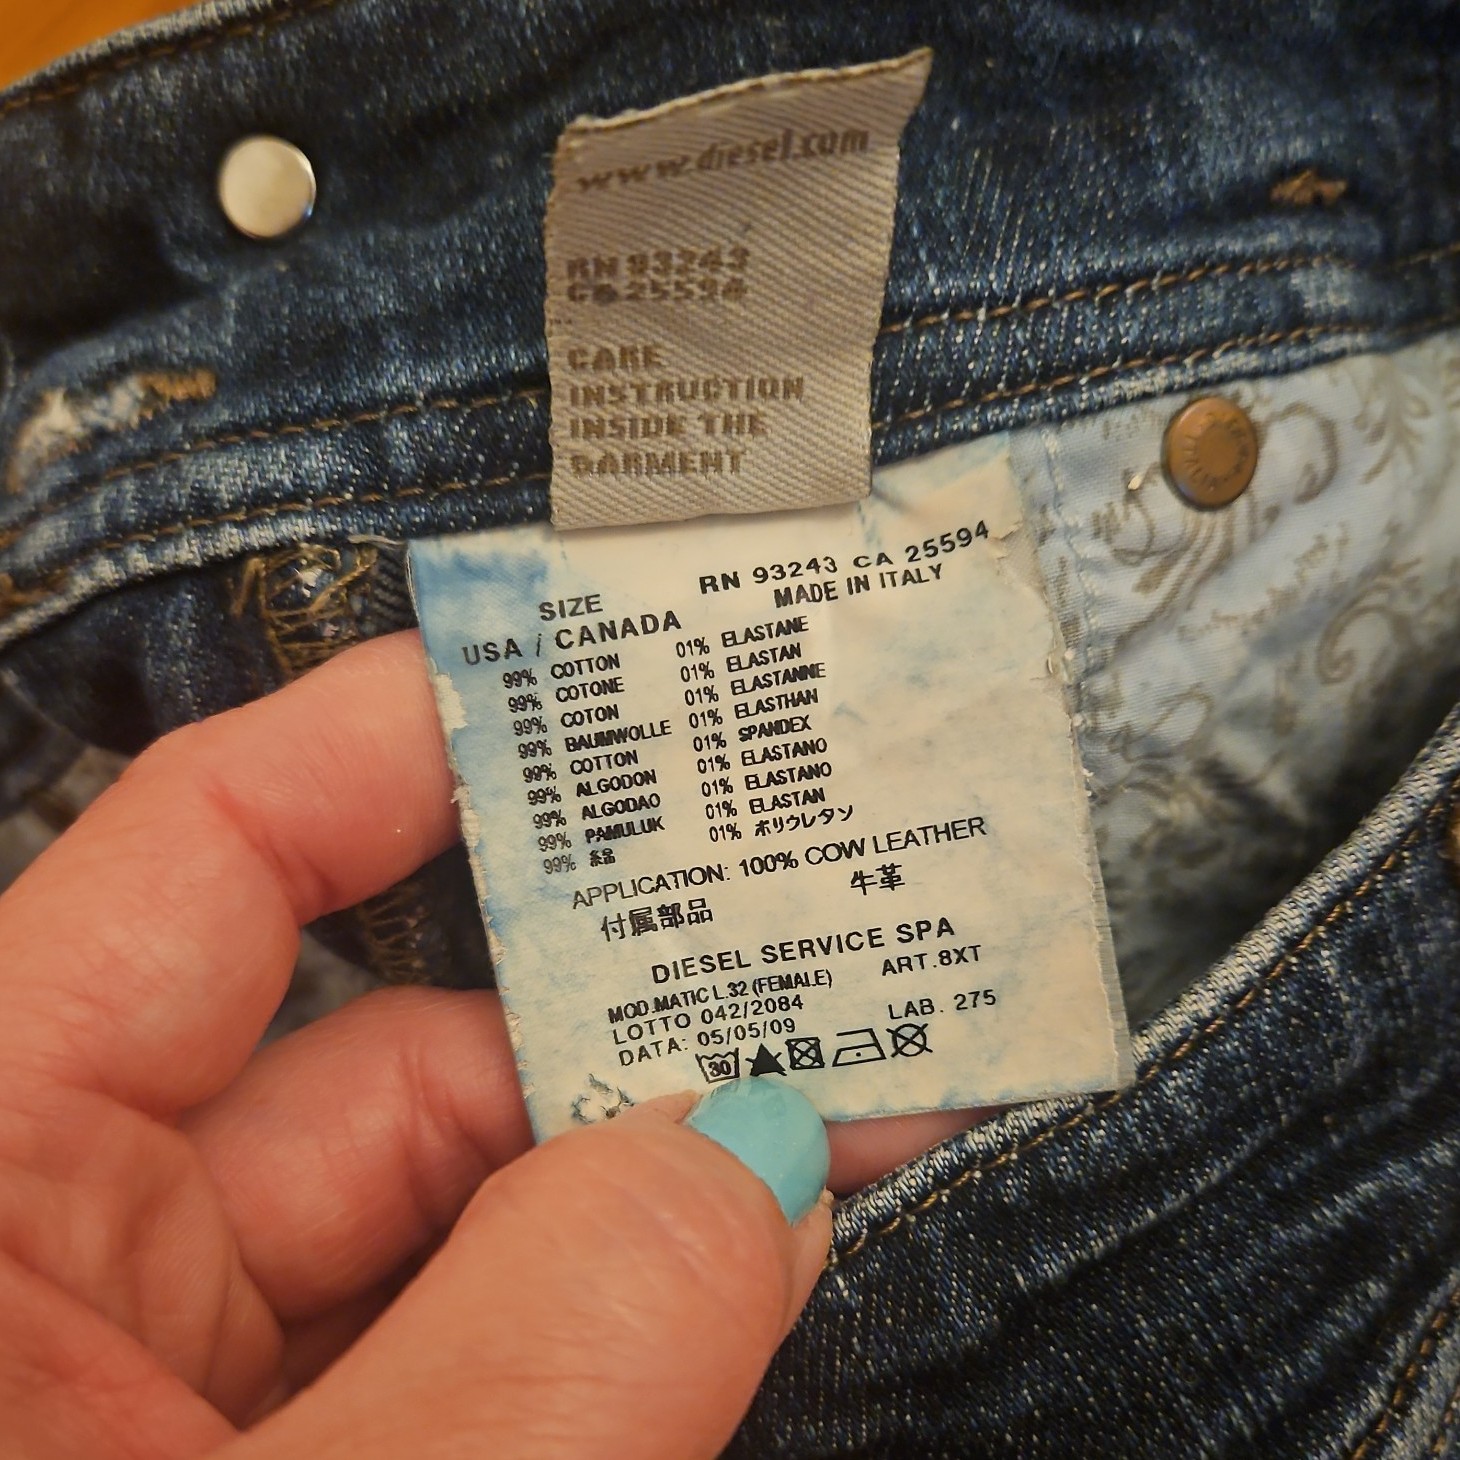 www.diesel.com
RN 93243
CA 25594
CARE
INSTRUCTION
INSIDE THE
GARMENT
RN 93243 CA 25594
SIZE
MADE IN ITALY
USA / CANADA
99% COTTON 01% ELASTANE
99% COTONE 01% ELASTAN
99% COTON 01% ELASTANNE
99% BAUMWOLLE 01% ELASTHAN
99% COTTON 01% SPANDEX
99% ALGODON 01% ELASTANO
99% ALGODAO 01% ELASTANO
99% PAMULUK 01% ELASTAN
99% 綿 01% ポリウレタン
APPLICATION: 100% COW LEATHER
付属部品 牛革
DIESEL SERVICE SPA
MOD.MATIC L.32 (FEMALE) ART.8XT
LOTTO 042/2084
DATA: 05/05/09 LAB. 275
30